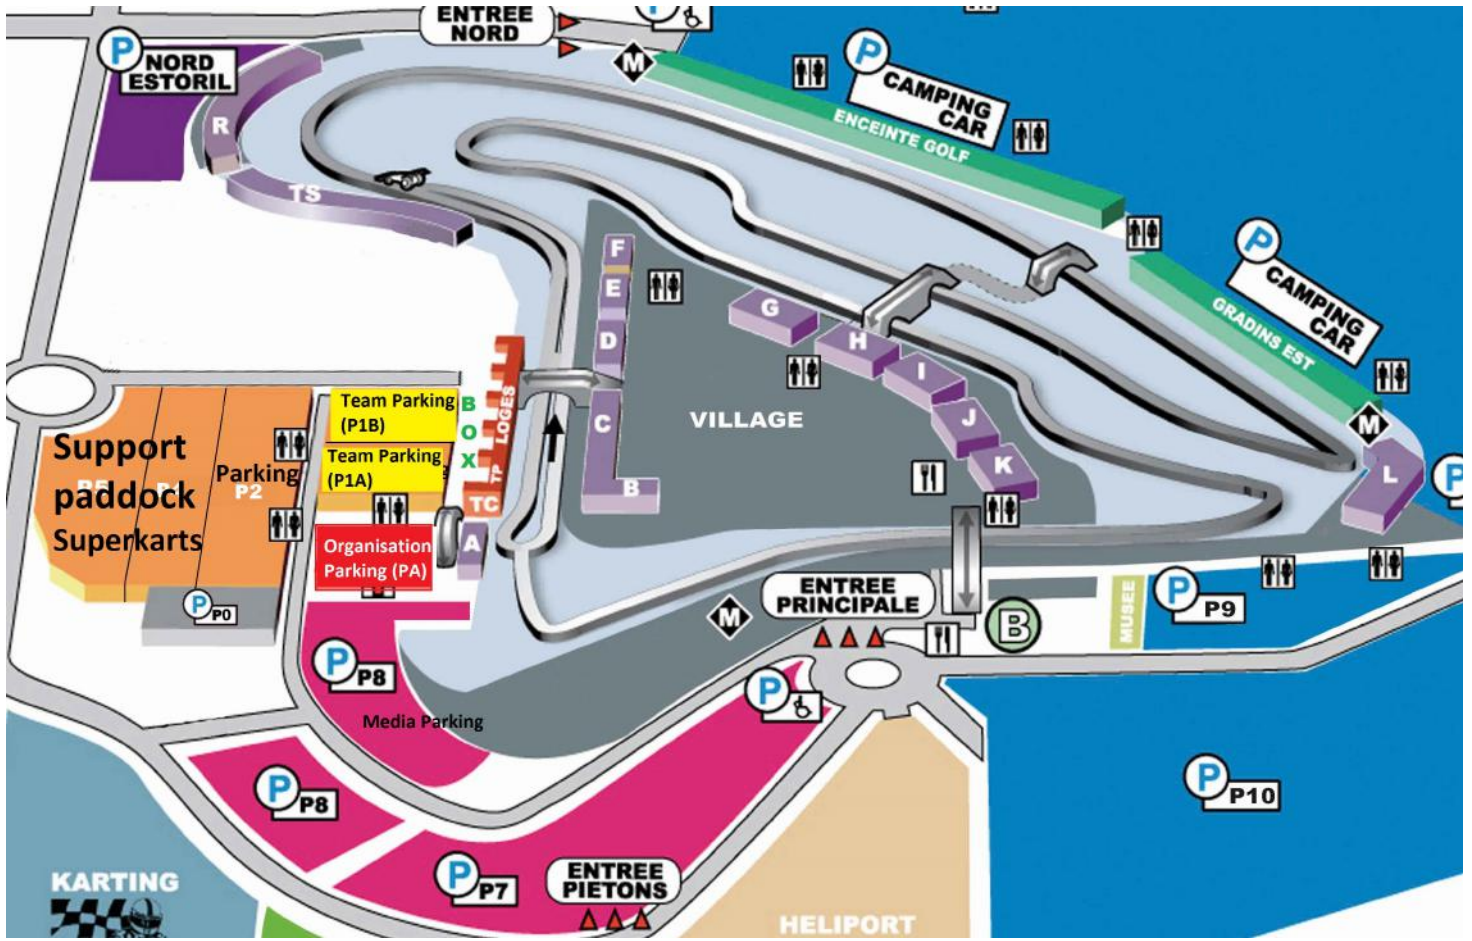 ENTREE
NORD
P
P
NORD
ESTORIL
M
P
CAMPING
CAR
ENCEINTE GOLF
R
TS
P
CAMPING
CAR
GRADINS EST
F
E
D
G
H
I
J
K
C
B
VILLAGE
LOGES
TP
TC
A
BOX
Team Parking
(P1B)
Team Parking
(P1A)
Support
paddock
Superkarts
Parking
P2
Organisation
Parking (PA)
P
P0
M
L
P
ENTREE
PRINCIPALE
M
B
MUSEE
P
P9
P
P8
Media Parking
P
P
P8
P
P10
P
P7
ENTREE
PIETONS
KARTING
HELIPORT